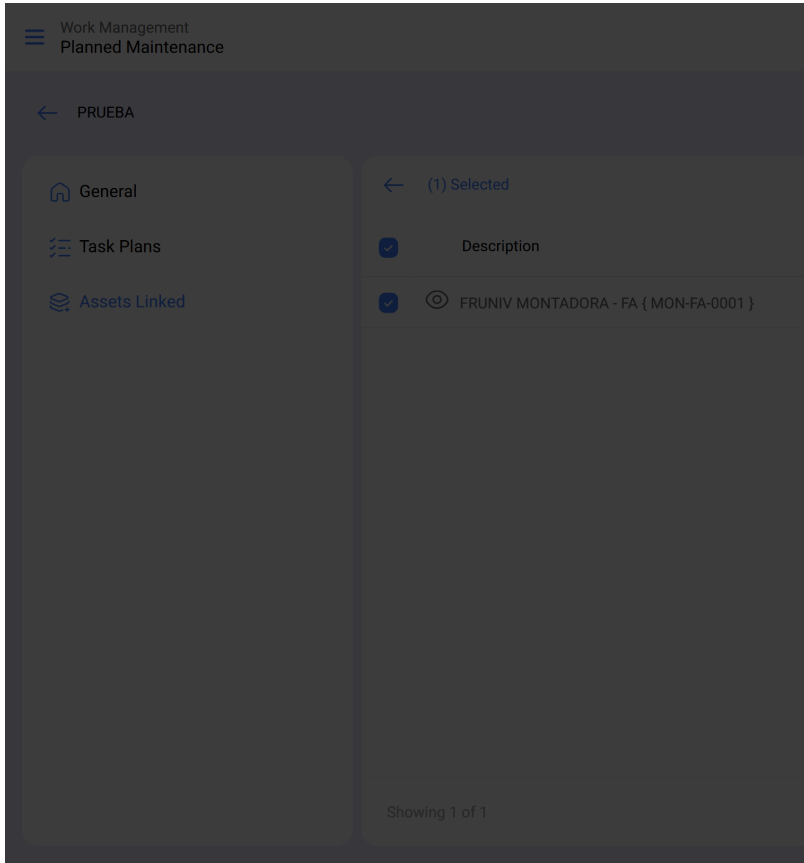 Work Management
Planned Maintenance
PRUEBA
General
Task Plans
Assets Linked
(1) Selected
Description
FRUNIV MONTADORA - FA { MON-FA-0001 }
Showing 1 of 1